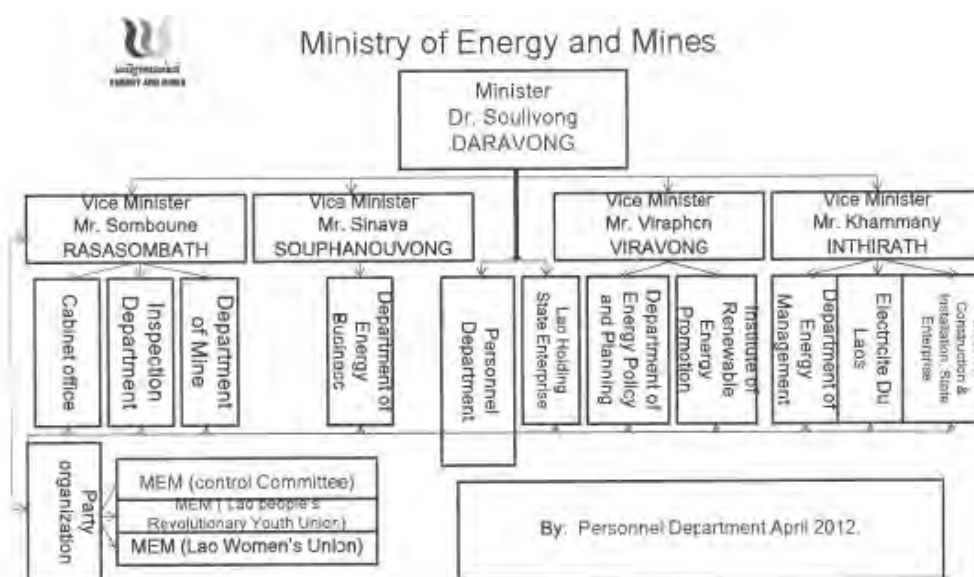 ENERGY AND MINES
Ministry of Energy and Mines
Minister
Dr. Soulivong
DARAVONG
Vice Minister
Mr. Somboune
RASASOMBATH
Vice Minister
Mr. Sinava
SOUPHANOUVONG
Vice Minister
Mr. Viraphon
VIRAVONG
Vice Minister
Mr. Khammany
INTHIRATH
Cabinet office
Inspection
Department
Department
of Mine
Department of
Energy
Business
Personnel
Department
Lao Holding
State Enterprise
Department of
Energy Policy
and Planning
Institute of
Renewable
Energy
Promotion
Department of
Energy
Management
Electricite Du
Laos
Construction &
Installation, State
Enterprise
Party
organization
MEM (control Committee)
MEM ( Lao people's
Revolutionary Youth Union)
MEM (Lao Women's Union)
By: Personnel Department April 2012.